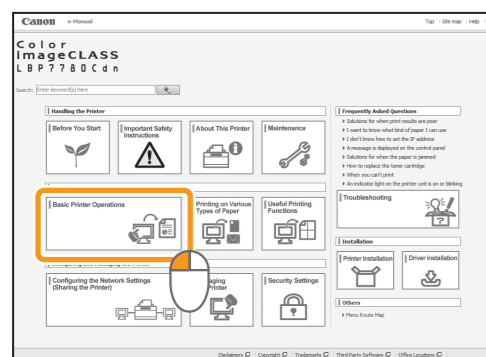 Canon e-Manual Top Site map Help
Color
imageCLASS
LBP7780Cdn
Search: Enter keyword(s) here
Handling the Printer
Before You Start
Important Safety
Instructions
About This Printer
Maintenance
Basic Printer Operations
Printing on Various
Types of Paper
Useful Printing
Functions
Configuring the Network Settings
(Sharing the Printer)
Printer
Security Settings
Frequently Asked Questions
Solutions for when print results are poor
I want to know what kind of paper I can use
I don't know how to set the IP address
A message is displayed on the control panel
Solutions for when the paper is jammed
How to replace the toner cartridge
When you can't print
An indicator light on the printer unit is on or blinking
Troubleshooting
Installation
Printer Installation
Driver Installation
Others
Menu Route Map
Disclaimers Copyright Trademarks Third Party Software Office Locations